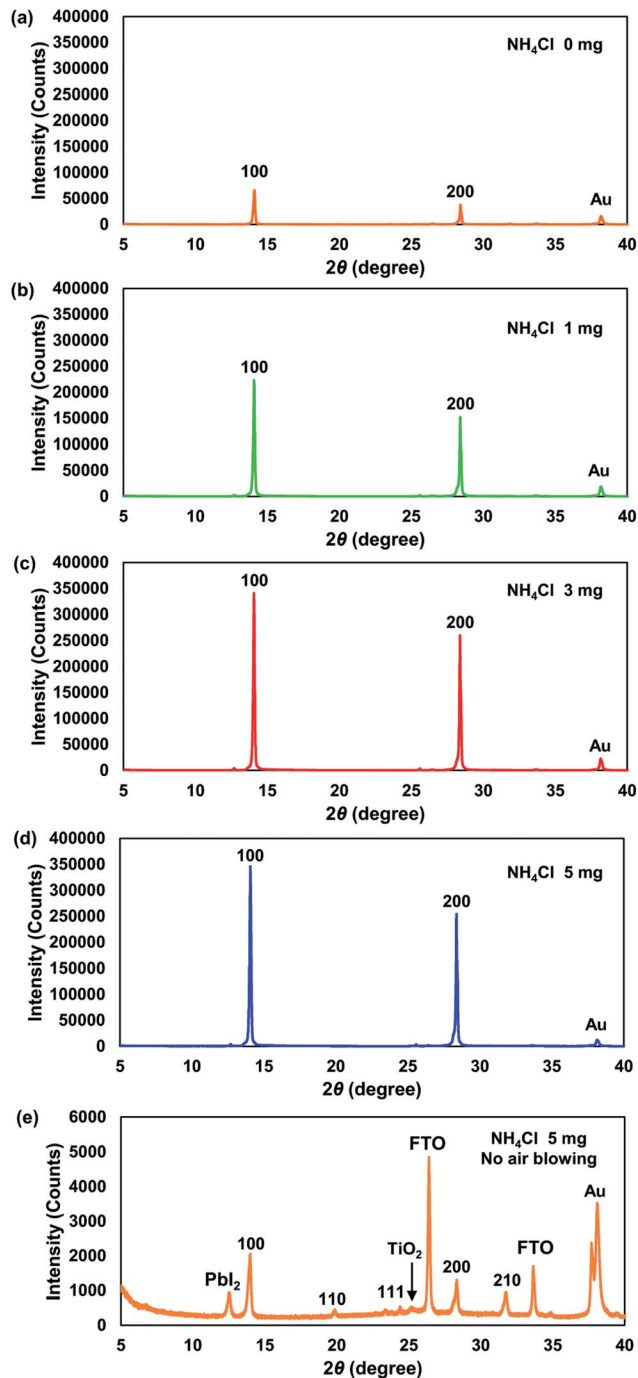 (a)
400000
350000
300000
250000
200000
150000
100000
50000
0
Intensity (Counts)
NH₄Cl 0 mg
100
200
Au
5 10 15 20 25 30 35 40
2θ (degree)
(b)
400000
350000
300000
250000
200000
150000
100000
50000
0
Intensity (Counts)
NH₄Cl 1 mg
100
200
Au
5 10 15 20 25 30 35 40
2θ (degree)
(c)
400000
350000
300000
250000
200000
150000
100000
50000
0
Intensity (Counts)
NH₄Cl 3 mg
100
200
Au
5 10 15 20 25 30 35 40
2θ (degree)
(d)
400000
350000
300000
250000
200000
150000
100000
50000
0
Intensity (Counts)
NH₄Cl 5 mg
100
200
Au
5 10 15 20 25 30 35 40
2θ (degree)
(e)
6000
5000
4000
3000
2000
1000
0
Intensity (Counts)
NH₄Cl 5 mg
No air blowing
PbI₂
100
110
111
TiO₂
FTO
200
210
FTO
Au
5 10 15 20 25 30 35 40
2θ (degree)